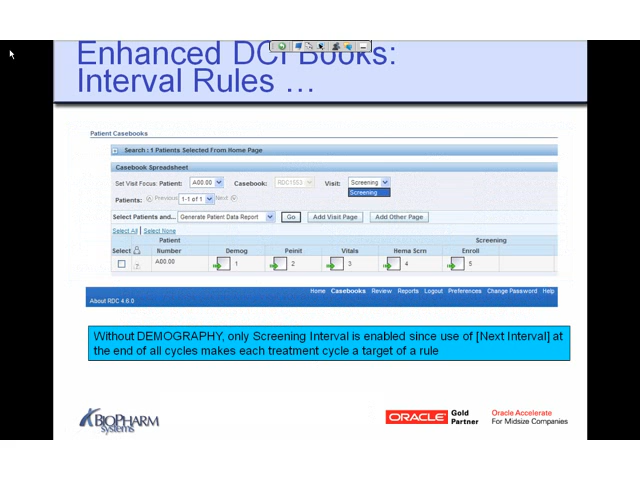 Enhanced DCI Books:
Interval Rules …
Patient Casebooks
Search : 1 Patients Selected From Home Page
Casebook Spreadsheet
Set Visit Focus: Patient: A00.00 Casebook: RDC1553 Visit: Screening
Screening
Patients: Previous 1-1 of 1 Next
Select Patients and... Generate Patient Data Report Go Add Visit Page Add Other Page
Select All | Select None
Patient Screening
Select Number Demog Peinit Vitals Hema Scrn Enroll
A00.00 1 2 3 4 5
Home Casebooks Review Reports Logout Preferences Change Password Help
About RDC 4.6.0
Without DEMOGRAPHY, only Screening Interval is enabled since use of [Next Interval] at
the end of all cycles makes each treatment cycle a target of a rule
BIOPHARM
systems
ORACLE Gold
Partner
Oracle Accelerate
For Midsize Companies